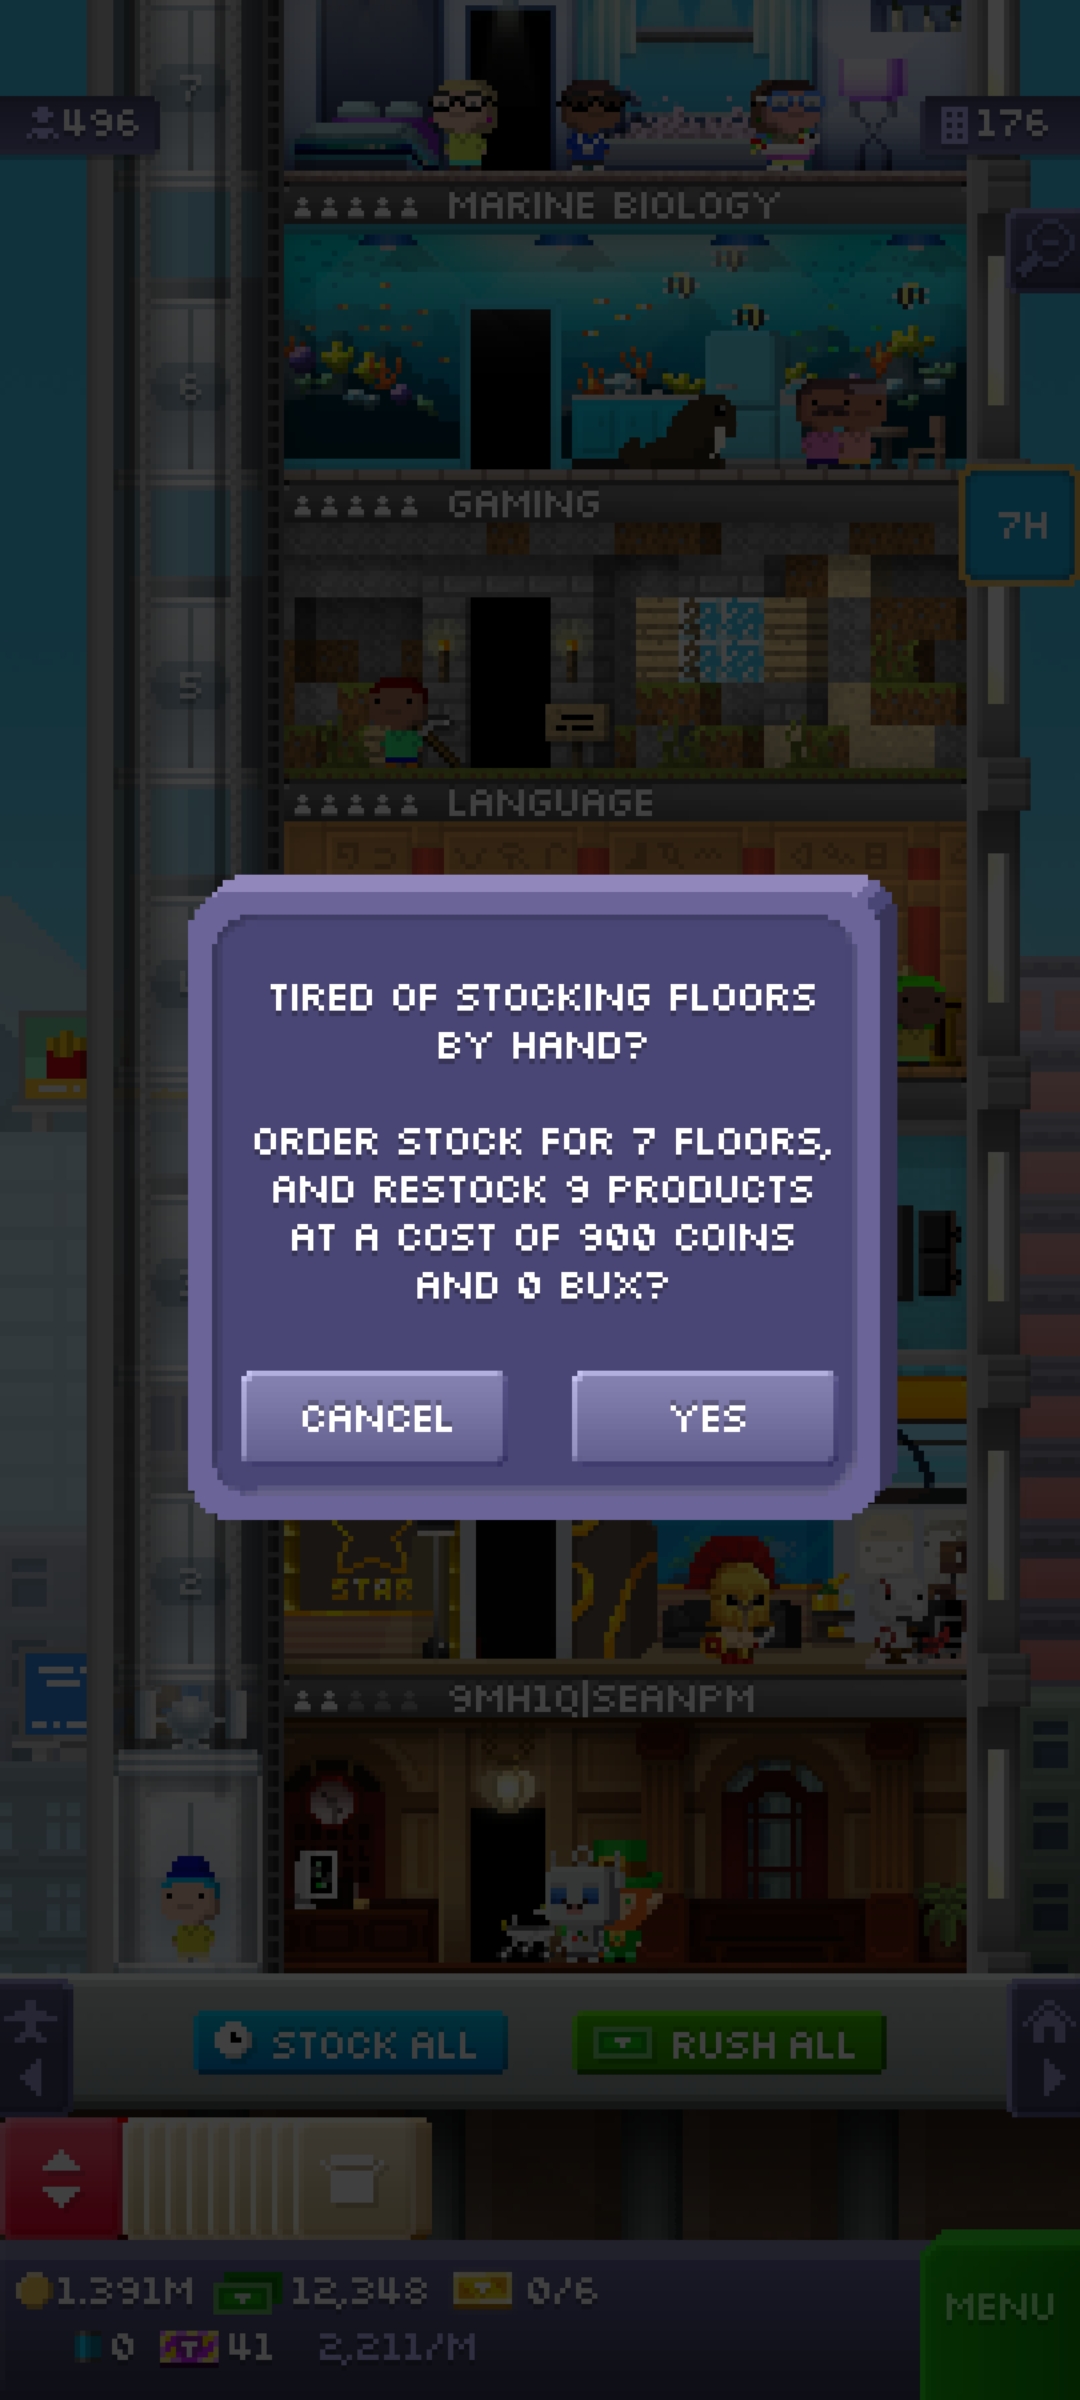 7
496
176
MARINE BIOLOGY
6
GAMING
7H
5
LANGUAGE
TIRED OF STOCKING FLOORS
BY HAND?
ORDER STOCK FOR 7 FLOORS,
AND RESTOCK 9 PRODUCTS
AT A COST OF 900 COINS
AND 0 BUX?
CANCEL
YES
STAR
2
9MH1Q|SEANPM
STOCK ALL
RUSH ALL
1.391M
12,348
0/6
MENU
0
41
2,211/M